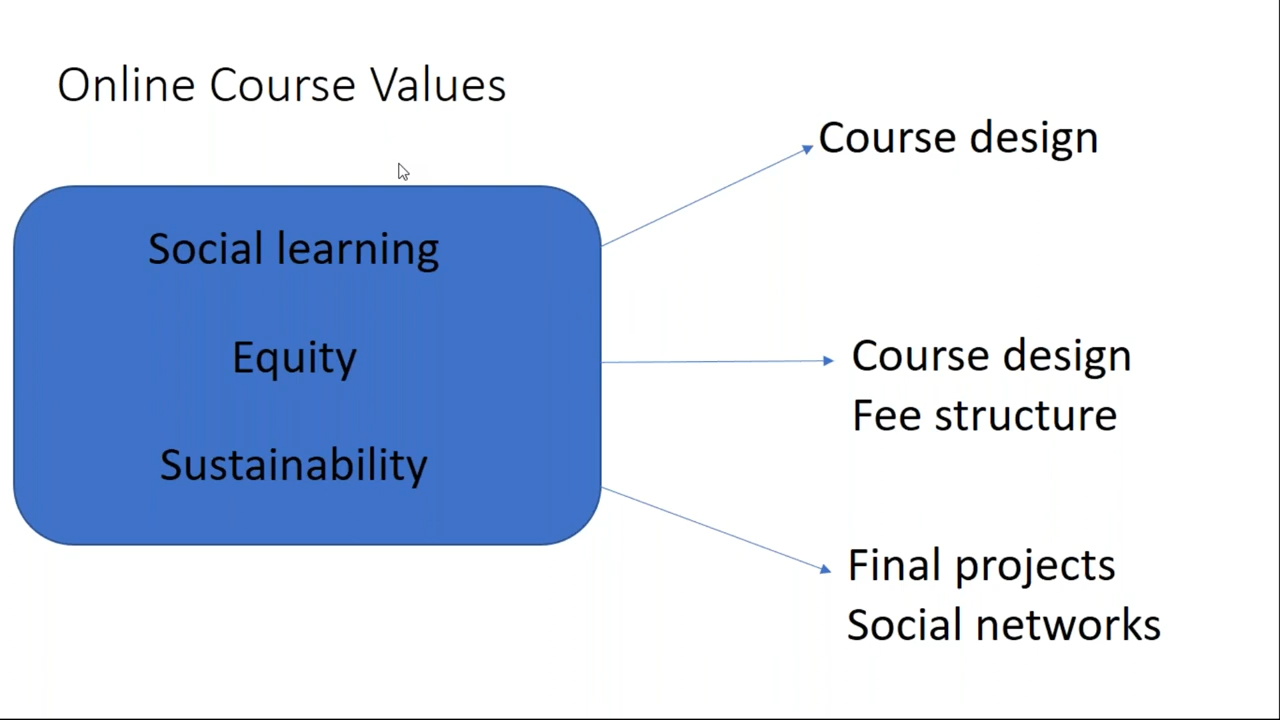 Online Course Values
Social learning
Equity
Sustainability
Course design
Course design
Fee structure
Final projects
Social networks